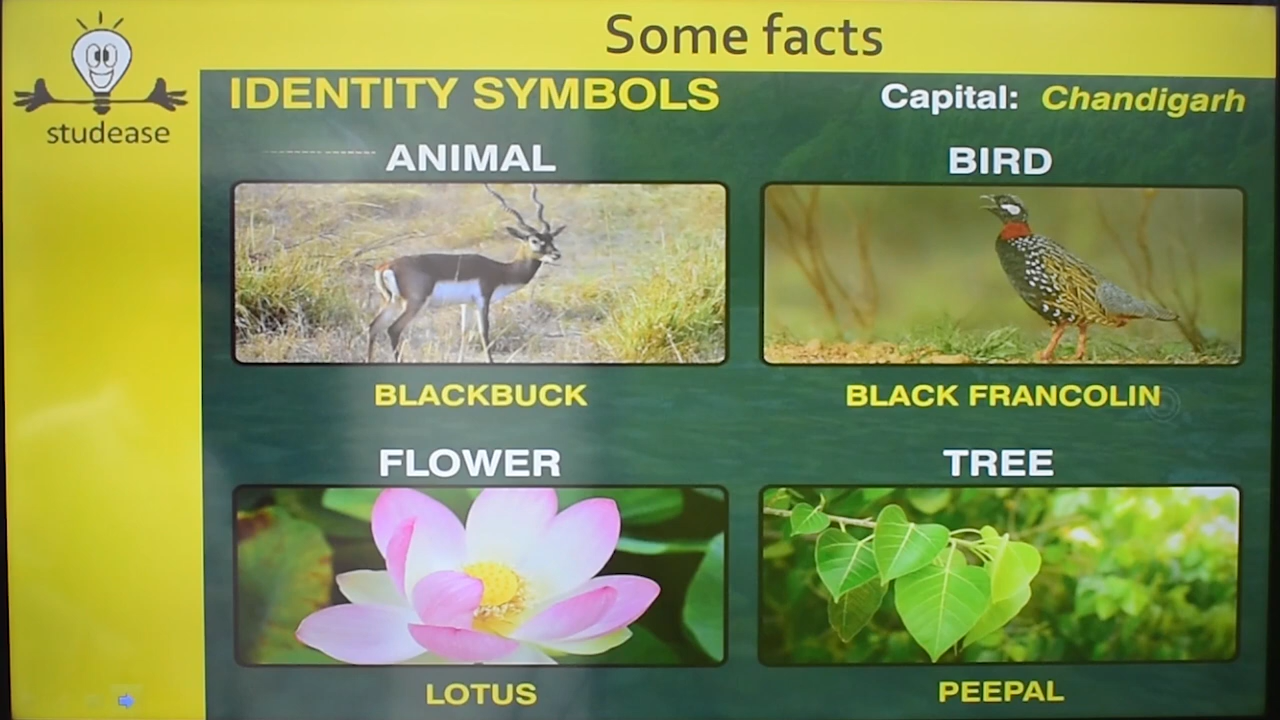 Some facts
studease
IDENTITY SYMBOLS
Capital: Chandigarh
ANIMAL
BIRD
BLACKBUCK
BLACK FRANCOLIN
FLOWER
TREE
LOTUS
PEEPAL